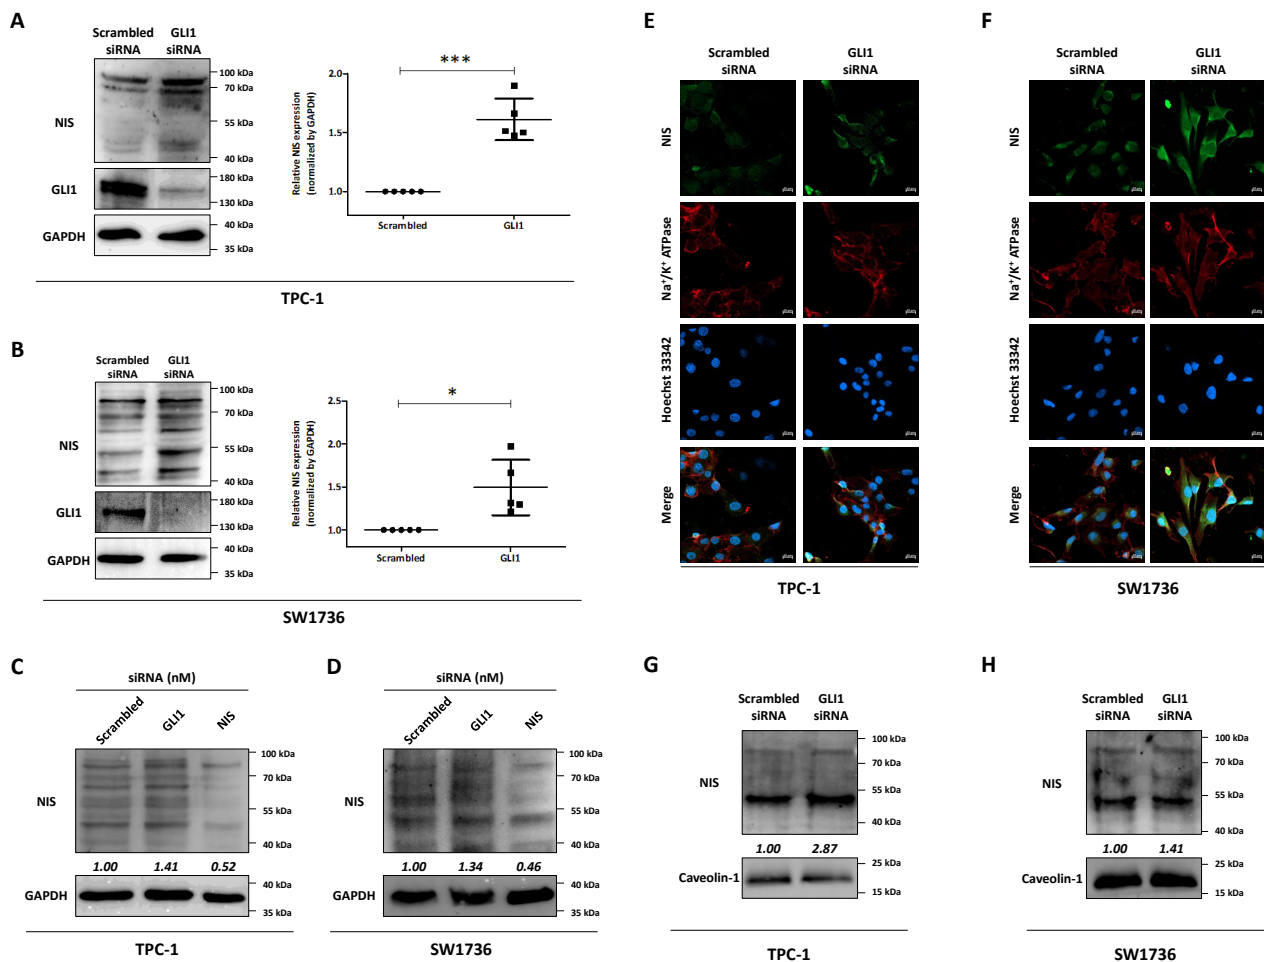 A
Scrambled siRNA
GLI1 siRNA
NIS
100 kDa
70 kDa
55 kDa
40 kDa
GLI1
180 kDa
130 kDa
GAPDH
40 kDa
35 kDa
Relative NIS expression
(normalized by GAPDH)
2.0
1.5
1.0
***
Scrambled
GLI1
TPC-1
B
Scrambled siRNA
GLI1 siRNA
NIS
100 kDa
70 kDa
55 kDa
40 kDa
GLI1
180 kDa
130 kDa
GAPDH
40 kDa
35 kDa
Relative NIS expression
(normalized by GAPDH)
2.5
2.0
1.5
1.0
*
Scrambled
GLI1
SW1736
C
siRNA (nM)
Scrambled
GLI1
NIS
NIS
100 kDa
70 kDa
55 kDa
40 kDa
1.00 1.41 0.52
GAPDH
40 kDa
35 kDa
TPC-1
D
siRNA (nM)
Scrambled
GLI1
NIS
NIS
100 kDa
70 kDa
55 kDa
40 kDa
1.00 1.34 0.46
GAPDH
40 kDa
35 kDa
SW1736
E
Scrambled siRNA
GLI1 siRNA
NIS
Na⁺/K⁺ ATPase
Hoechst 33342
Merge
TPC-1
F
Scrambled siRNA
GLI1 siRNA
NIS
Na⁺/K⁺ ATPase
Hoechst 33342
Merge
SW1736
G
Scrambled siRNA
GLI1 siRNA
NIS
100 kDa
70 kDa
55 kDa
40 kDa
1.00 2.87
Caveolin-1
25 kDa
15 kDa
TPC-1
H
Scrambled siRNA
GLI1 siRNA
NIS
100 kDa
70 kDa
55 kDa
40 kDa
1.00 1.41
Caveolin-1
25 kDa
15 kDa
SW1736